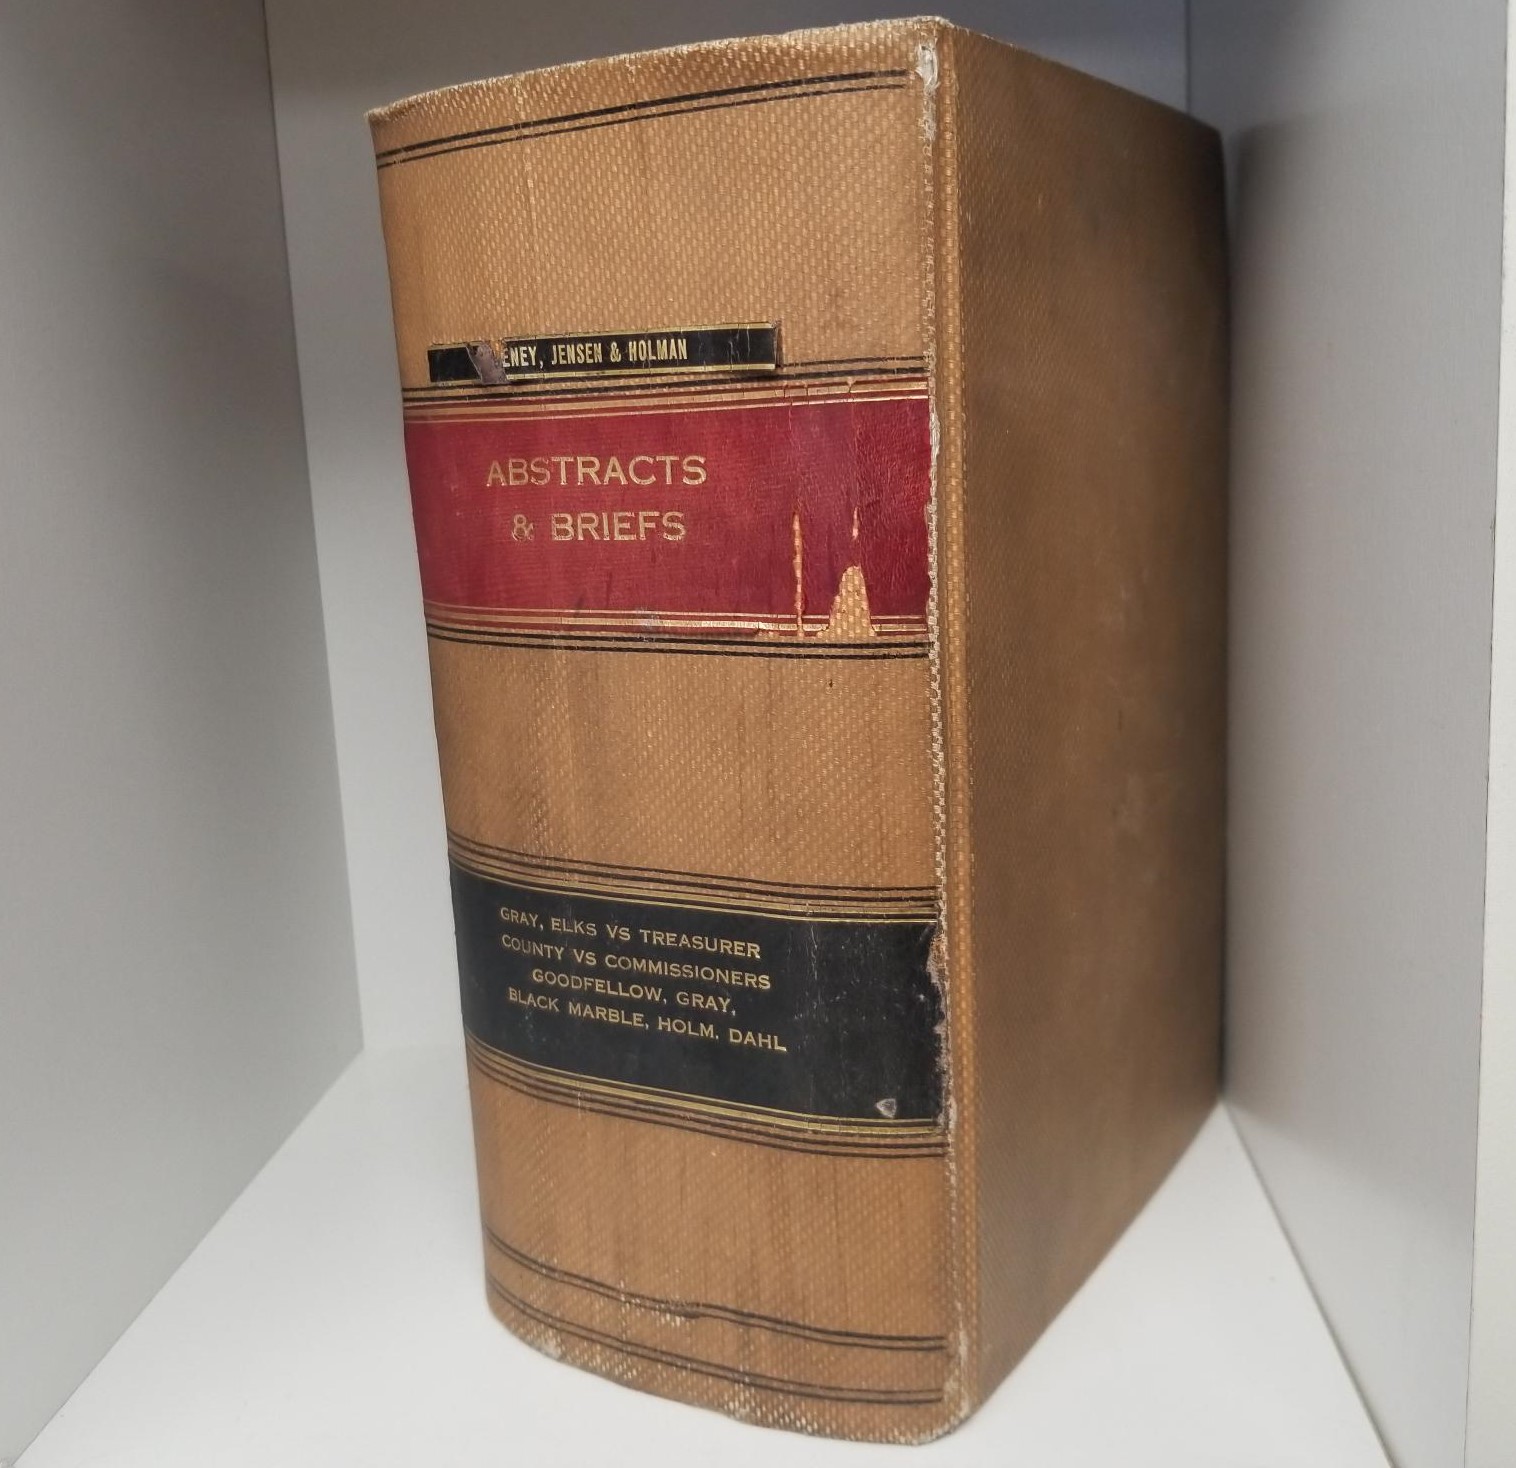 ENEY, JENSEN & HOLMAN
ABSTRACTS
& BRIEFS
GRAY, ELKS VS TREASURER
COUNTY VS COMMISSIONERS
GOODFELLOW, GRAY,
BLACK MARBLE, HOLM, DAHL